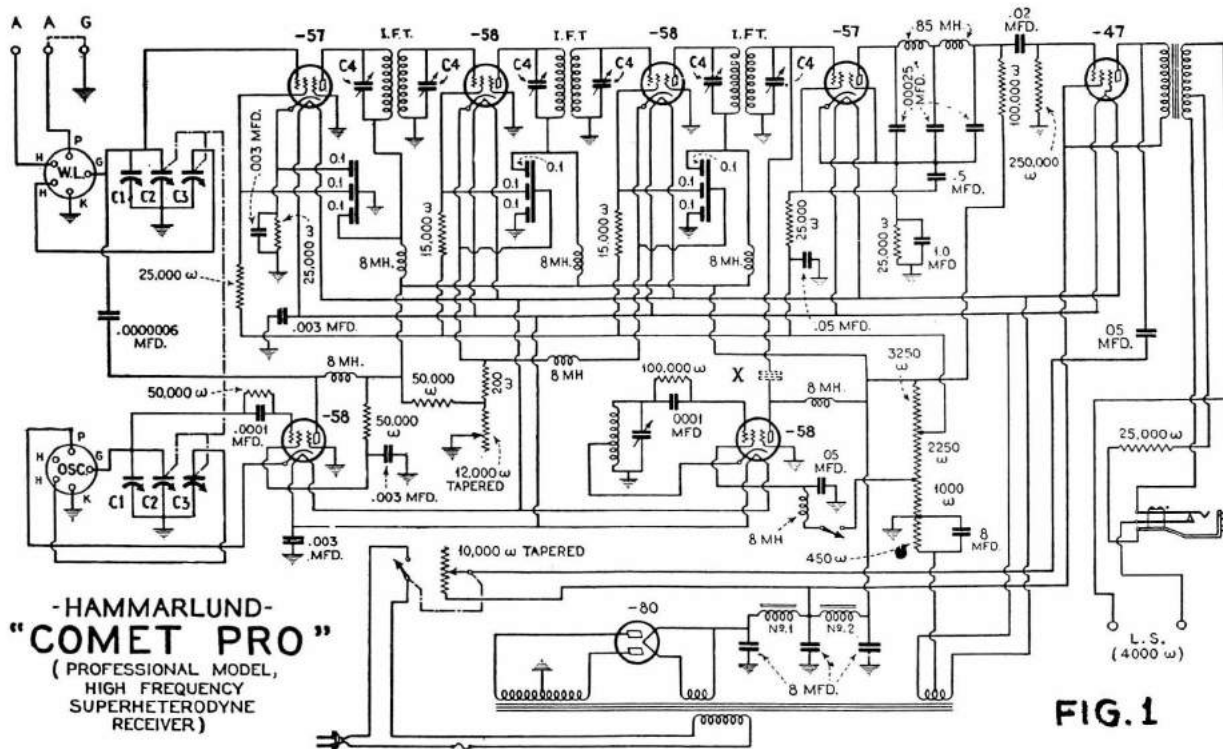 A A G
-57
I.F.T.
-58
I.F.T
-58
I.F.T.
-57
.85 MH.
.02 MFD.
-47
C4
C4
C4
C4
C4
C4
P
H
G
W.L.
H
K
C1
C2
C3
.003 MFD.
0.1
0.1
0.1
0.1
0.1
0.1
0.1
0.1
0.1
.00025 MFD.
100,000 ω
250,000 ω
.5 MFD.
25,000 ω
15,000 ω
15,000 ω
25,000 ω
25,000 ω
1.0 MFD
25,000 ω
8 MH.
8 MH.
8 MH.
.0000006 MFD.
.003 MFD.
.05 MFD.
05 MFD.
8 MH.
50,000 ω
200 ω
8 MH
100,000 ω
X
8 MH.
3250 ω
50,000 ω
.0001 MFD.
-58
50,000 ω
0001 MFD
-58
2250 ω
25,000 ω
P
H
G
OSC
H
K
C1
C2
C3
.003 MFD.
12,000 ω TAPERED
05 MFD.
1000 ω
8 MH
450 ω
8 MFD.
.003 MFD.
10,000 ω TAPERED
-80
No.1
No.2
8 MFD.
L.S.
(4000 ω)
-HAMMARLUND-
"COMET PRO"
(PROFESSIONAL MODEL,
HIGH FREQUENCY
SUPERHETERODYNE
RECEIVER)
FIG.1